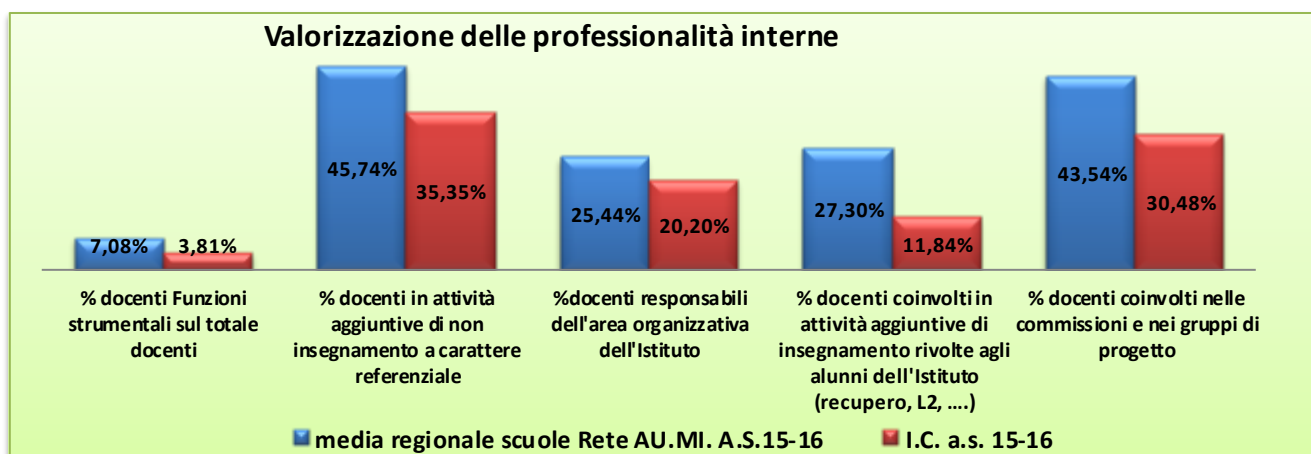 Valorizzazione delle professionalità interne
7,08%
3,81%
45,74%
35,35%
25,44%
20,20%
27,30%
11,84%
43,54%
30,48%
% docenti Funzioni
strumentali sul totale
docenti
% docenti in attività
aggiuntive di non
insegnamento a carattere
referenziale
%docenti responsabili
dell'area organizzativa
dell'Istituto
% docenti coinvolti in
attività aggiuntive di
insegnamento rivolte agli
alunni dell'Istituto
(recupero, L2, ....)
% docenti coinvolti nelle
commissioni e nei gruppi di
progetto
media regionale scuole Rete AU.MI. A.S.15-16
I.C. a.s. 15-16